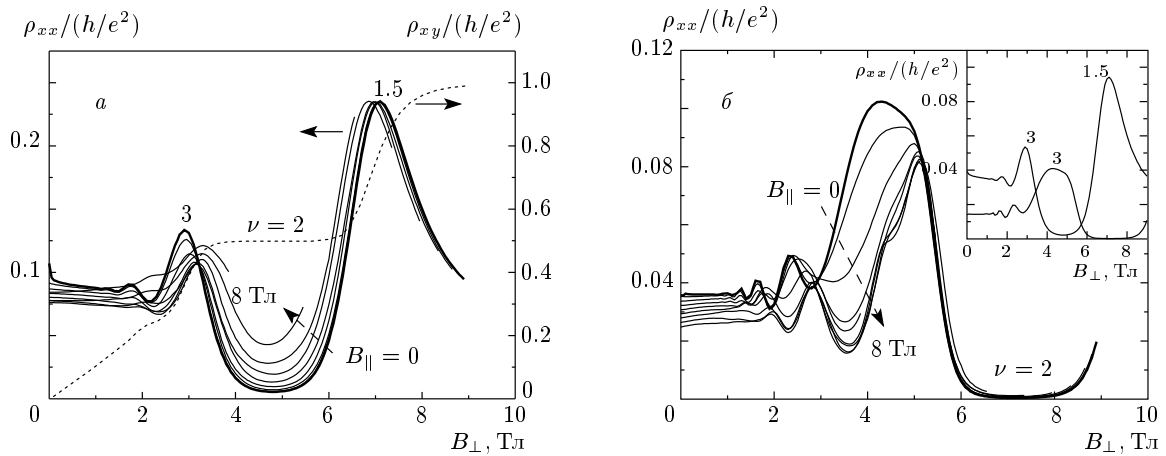 ρxx/(h/e²)
ρxy/(h/e²)
а
1.5
1.0
0.8
0.6
0.4
0.2
0
0.2
0.1
0
3
ν = 2
8 Тл
B∥ = 0
2
4
6
8
10
B⊥, Тл
ρxx/(h/e²)
0.12
0.08
0.04
0
б
B∥ = 0
8 Тл
ν = 2
2
4
6
8
10
B⊥, Тл
ρxx/(h/e²)
1.5
0.08
0.04
3
3
0
2
4
6
8
B⊥, Тл